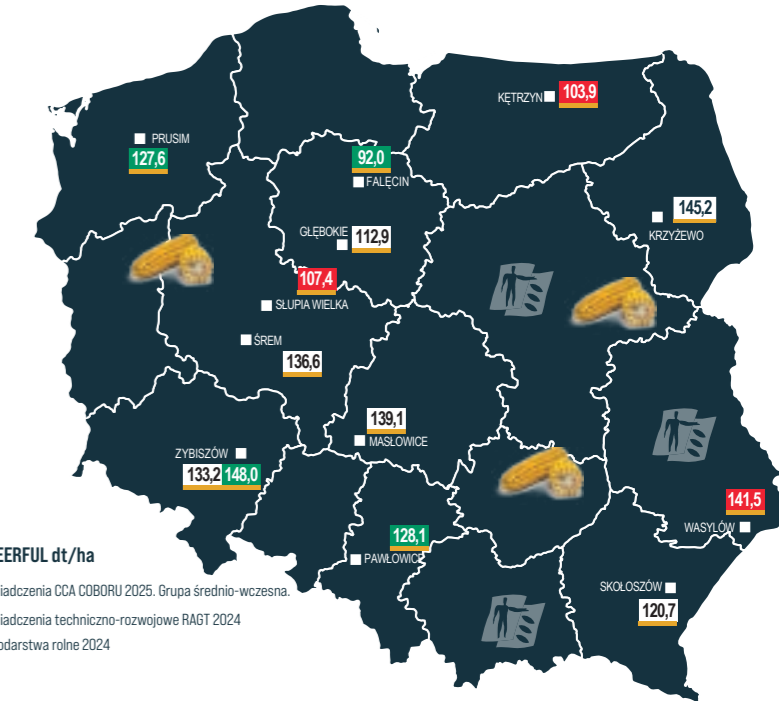 KĘTRZYN 103,9
PRUSIM
127,6
92,0
FALĘCIN
145,2
KRZYŻEWO
GŁĘBOKIE 112,9
107,4
SŁUPIA WIELKA
ŚREM
136,6
139,1
MASŁOWICE
ZYBISZÓW
133,2 148,0
141,5
WASYLÓW
128,1
PAWŁOWICE
SKOŁOSZÓW
120,7
EERFUL dt/ha
iadczenia CCA COBORU 2025. Grupa średnio-wczesna.
iadczenia techniczno-rozwojowe RAGT 2024
odarstwa rolne 2024